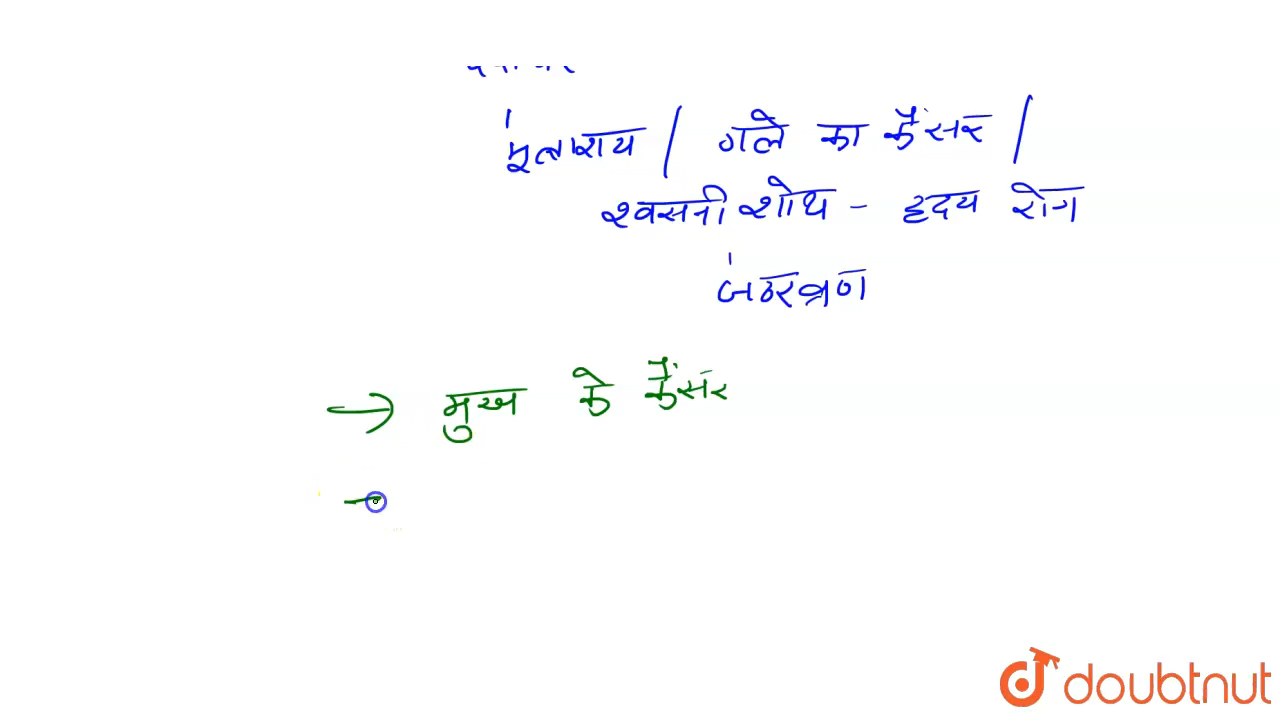 मूत्राशय / गले का कैंसर /
श्वसनी शोथ - हृदय रोग
जठरव्रण
→ मुख के कैंसर
doubtnut